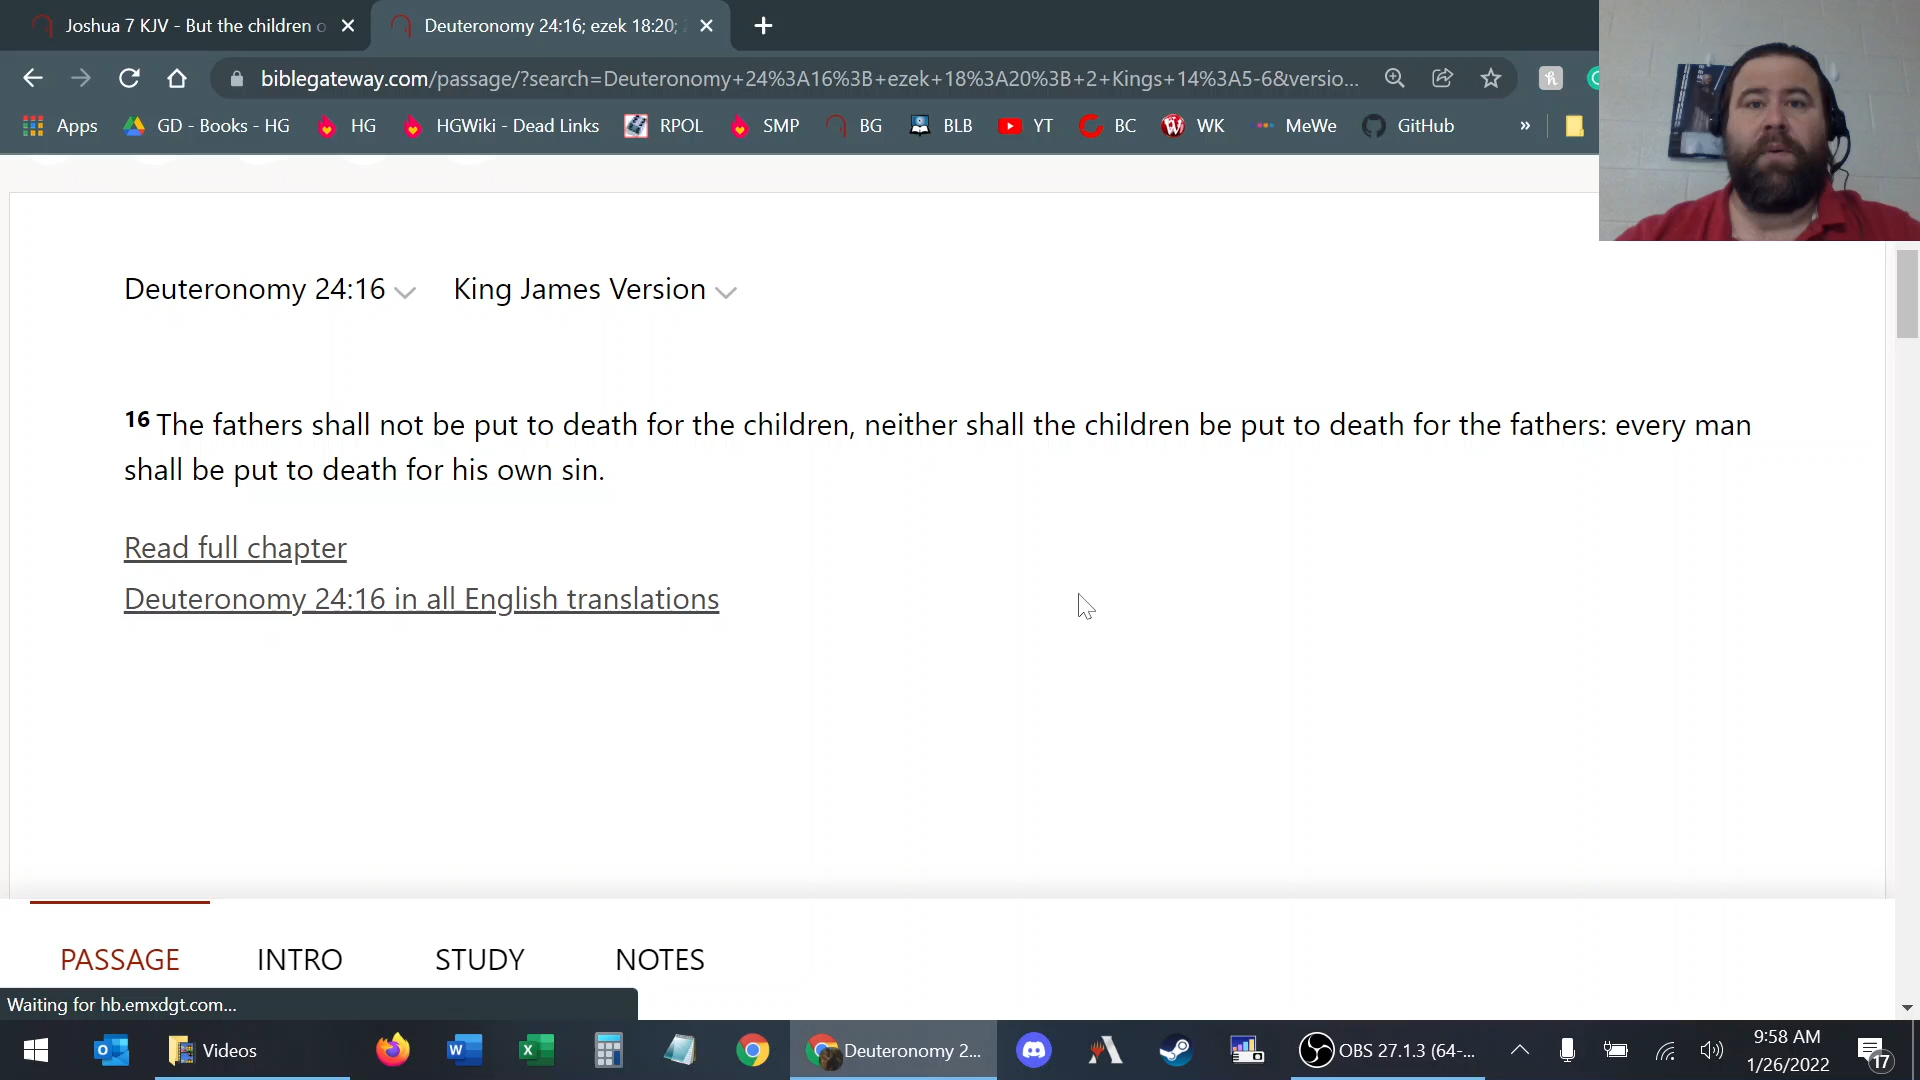 Joshua 7 KJV - But the children o
Deuteronomy 24:16; ezek 18:20;
biblegateway.com/passage/?search=Deuteronomy+24%3A16%3B+ezek+18%3A20%3B+2+Kings+14%3A5-6&versio...
Apps GD - Books - HG HG HGWiki - Dead Links RPOL SMP BG BLB YT BC WK MeWe GitHub »
Deuteronomy 24:16 King James Version
16 The fathers shall not be put to death for the children, neither shall the children be put to death for the fathers: every man
shall be put to death for his own sin.
Read full chapter
Deuteronomy 24:16 in all English translations
PASSAGE INTRO STUDY NOTES
Waiting for hb.emxdgt.com...
Videos Deuteronomy 2... OBS 27.1.3 (64-...
9:58 AM
1/26/2022
17